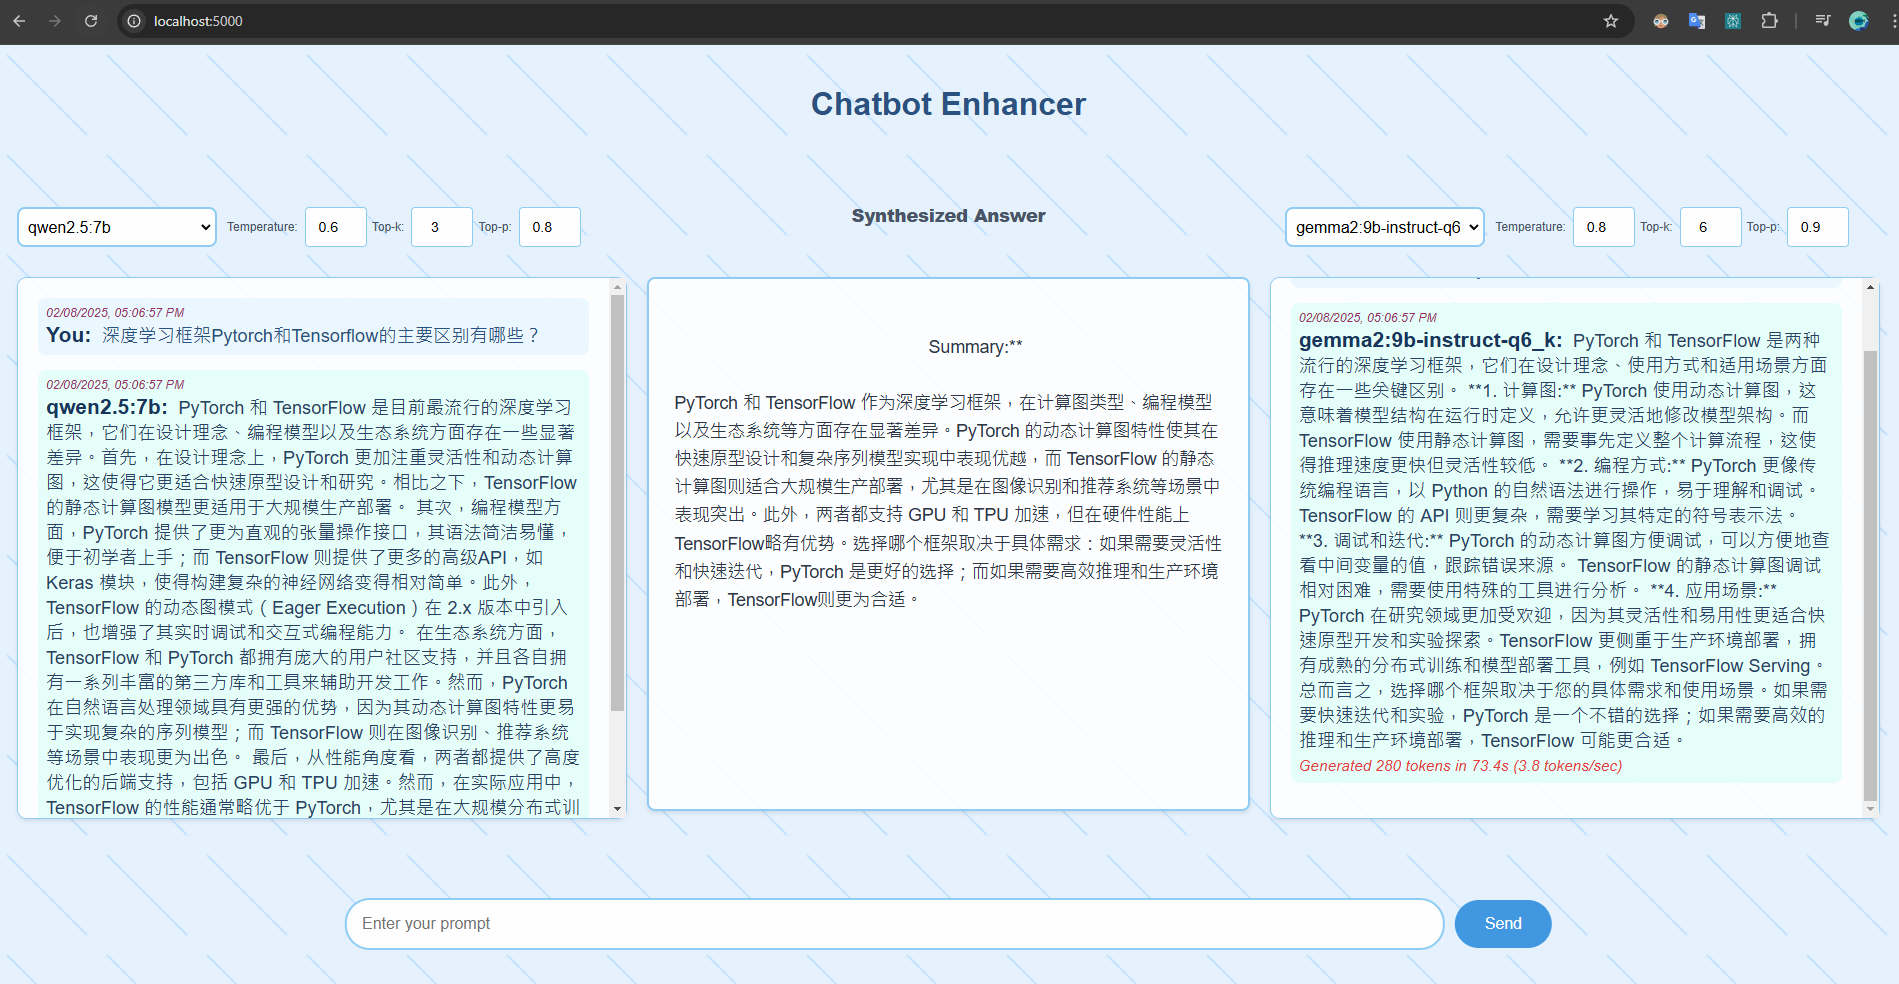 localhost:5000
Chatbot Enhancer
qwen2.5:7b
Temperature: 0.6 Top-k: 3 Top-p: 0.8
Synthesized Answer
gemma2:9b-instruct-q6
Temperature: 0.8 Top-k: 6 Top-p: 0.9
02/08/2025, 05:06:57 PM
You: 深度学习框架Pytorch和Tensorflow的主要区别有哪些？
02/08/2025, 05:06:57 PM
qwen2.5:7b: PyTorch 和 TensorFlow 是目前最流行的深度学习
框架，它们在设计理念、编程模型以及生态系统方面存在一些显著
差异。首先，在设计理念上，PyTorch 更加注重灵活性和动态计算
图，这使得它更适合快速原型设计和研究。相比之下，TensorFlow
的静态计算图模型更适用于大规模生产部署。 其次，编程模型方
面，PyTorch 提供了更为直观的张量操作接口，其语法简洁易懂，
便于初学者上手；而 TensorFlow 则提供了更多的高级API，如
Keras 模块，使得构建复杂的神经网络变得相对简单。此外，
TensorFlow 的动态图模式（Eager Execution）在 2.x 版本中引入
后，也增强了其实时调试和交互式编程能力。 在生态系统方面，
TensorFlow 和 PyTorch 都拥有庞大的用户社区支持，并且各自拥
有一系列丰富的第三方库和工具来辅助开发工作。然而，PyTorch
在自然语言处理领域具有更强的优势，因为其动态计算图特性更易
于实现复杂的序列模型；而 TensorFlow 则在图像识别、推荐系统
等场景中表现更为出色。 最后，从性能角度看，两者都提供了高度
优化的后端支持，包括 GPU 和 TPU 加速。然而，在实际应用中，
TensorFlow 的性能通常略优于 PyTorch，尤其是在大规模分布式训
Summary:**
PyTorch 和 TensorFlow 作为深度学习框架，在计算图类型、编程模型
以及生态系统等方面存在显著差异。PyTorch 的动态计算图特性使其在
快速原型设计和复杂序列模型实现中表现优越，而 TensorFlow 的静态
计算图则适合大规模生产部署，尤其是在图像识别和推荐系统等场景中
表现突出。此外，两者都支持 GPU 和 TPU 加速，但在硬件性能上
TensorFlow略有优势。选择哪个框架取决于具体需求：如果需要灵活性
和快速迭代，PyTorch 是更好的选择；而如果需要高效推理和生产环境
部署，TensorFlow则更为合适。
02/08/2025, 05:06:57 PM
gemma2:9b-instruct-q6_k: PyTorch 和 TensorFlow 是两种
流行的深度学习框架，它们在设计理念、使用方式和适用场景方面
存在一些关键区别。 **1. 计算图:** PyTorch 使用动态计算图，这
意味着模型结构在运行时定义，允许更灵活地修改模型架构。而
TensorFlow 使用静态计算图，需要事先定义整个计算流程，这使
得推理速度更快但灵活性较低。 **2. 编程方式:** PyTorch 更像传
统编程语言，以 Python 的自然语法进行操作，易于理解和调试。
TensorFlow 的 API 则更复杂，需要学习其特定的符号表示法。
**3. 调试和迭代:** PyTorch 的动态计算图方便调试，可以方便地查
看中间变量的值，跟踪错误来源。 TensorFlow 的静态计算图调试
相对困难，需要使用特殊的工具进行分析。 **4. 应用场景:**
PyTorch 在研究领域更加受欢迎，因为其灵活性和易用性更适合快
速原型开发和实验探索。TensorFlow 更侧重于生产环境部署，拥
有成熟的分布式训练和模型部署工具，例如 TensorFlow Serving。
总而言之，选择哪个框架取决于您的具体需求和使用场景。如果需
要快速迭代和实验，PyTorch 是一个不错的选择；如果需要高效的
推理和生产环境部署，TensorFlow 可能更合适。
Generated 280 tokens in 73.4s (3.8 tokens/sec)
Enter your prompt
Send